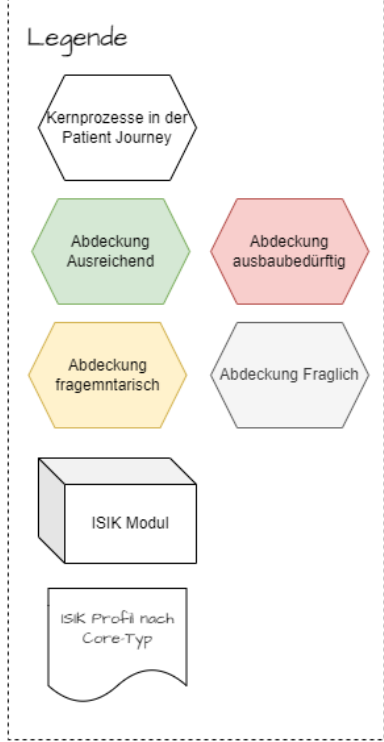 Legende
Kernprozesse in der
Patient Journey
Abdeckung
Ausreichend
Abdeckung
ausbaubedürftig
Abdeckung
fragemntarisch
Abdeckung Fraglich
ISIK Modul
ISIK Profil nach
Core-Typ